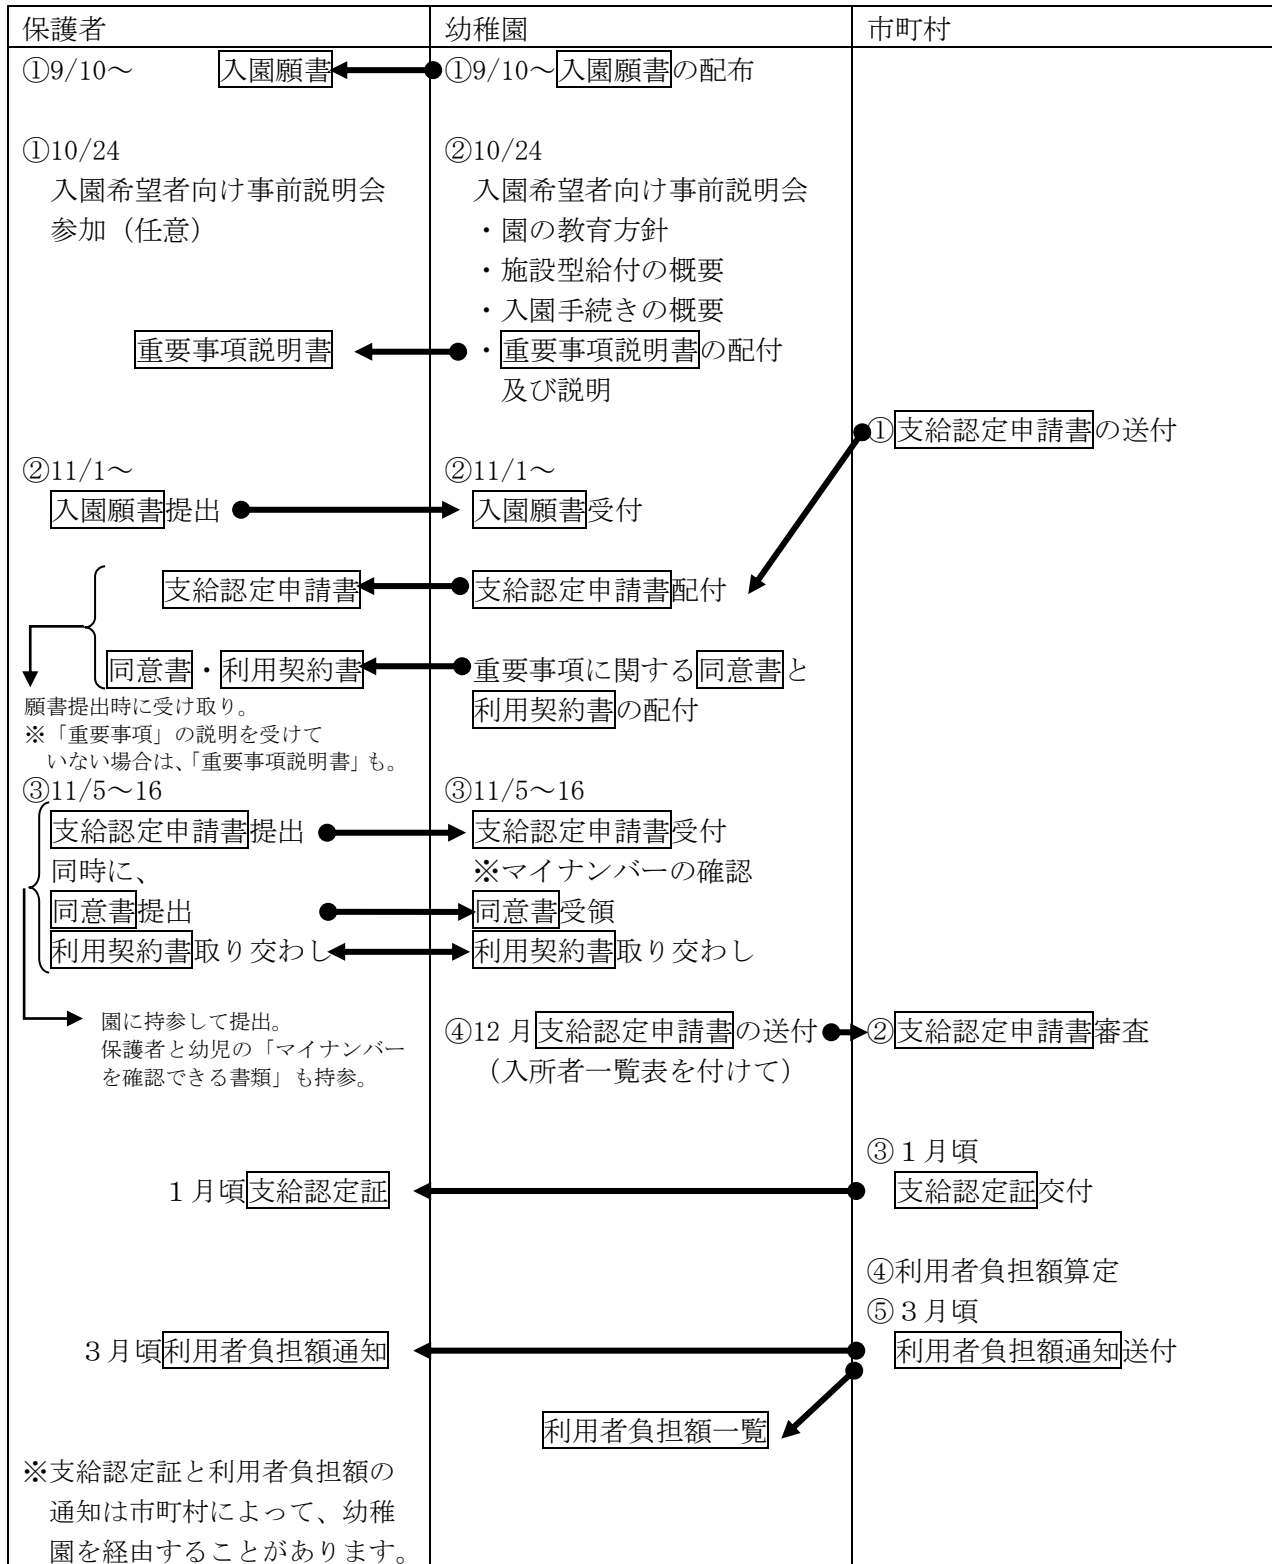 保護者
幼稚園
市町村
①9/10～　入園願書
①9/10～入園願書の配布
①10/24
入園希望者向け事前説明会
参加（任意）
②10/24
入園希望者向け事前説明会
・園の教育方針
・施設型給付の概要
・入園手続きの概要
重要事項説明書
・重要事項説明書の配付
及び説明
①支給認定申請書の送付
②11/1～
入園願書提出
②11/1～
入園願書受付
支給認定申請書
支給認定申請書配付
同意書・利用契約書
重要事項に関する同意書と
利用契約書の配付
願書提出時に受け取り。
※「重要事項」の説明を受けて
いない場合は、「重要事項説明書」も。
③11/5～16
支給認定申請書提出
同時に、
同意書提出
利用契約書取り交わし
③11/5～16
支給認定申請書受付
※マイナンバーの確認
同意書受領
利用契約書取り交わし
園に持参して提出。
保護者と幼児の「マイナンバー
を確認できる書類」も持参。
④12 月支給認定申請書の送付
（入所者一覧表を付けて）
②支給認定申請書審査
③１月頃
支給認定証交付
１月頃支給認定証
④利用者負担額算定
⑤３月頃
利用者負担額通知送付
３月頃利用者負担額通知
利用者負担額一覧
※支給認定証と利用者負担額の
通知は市町村によって、幼稚
園を経由することがあります。